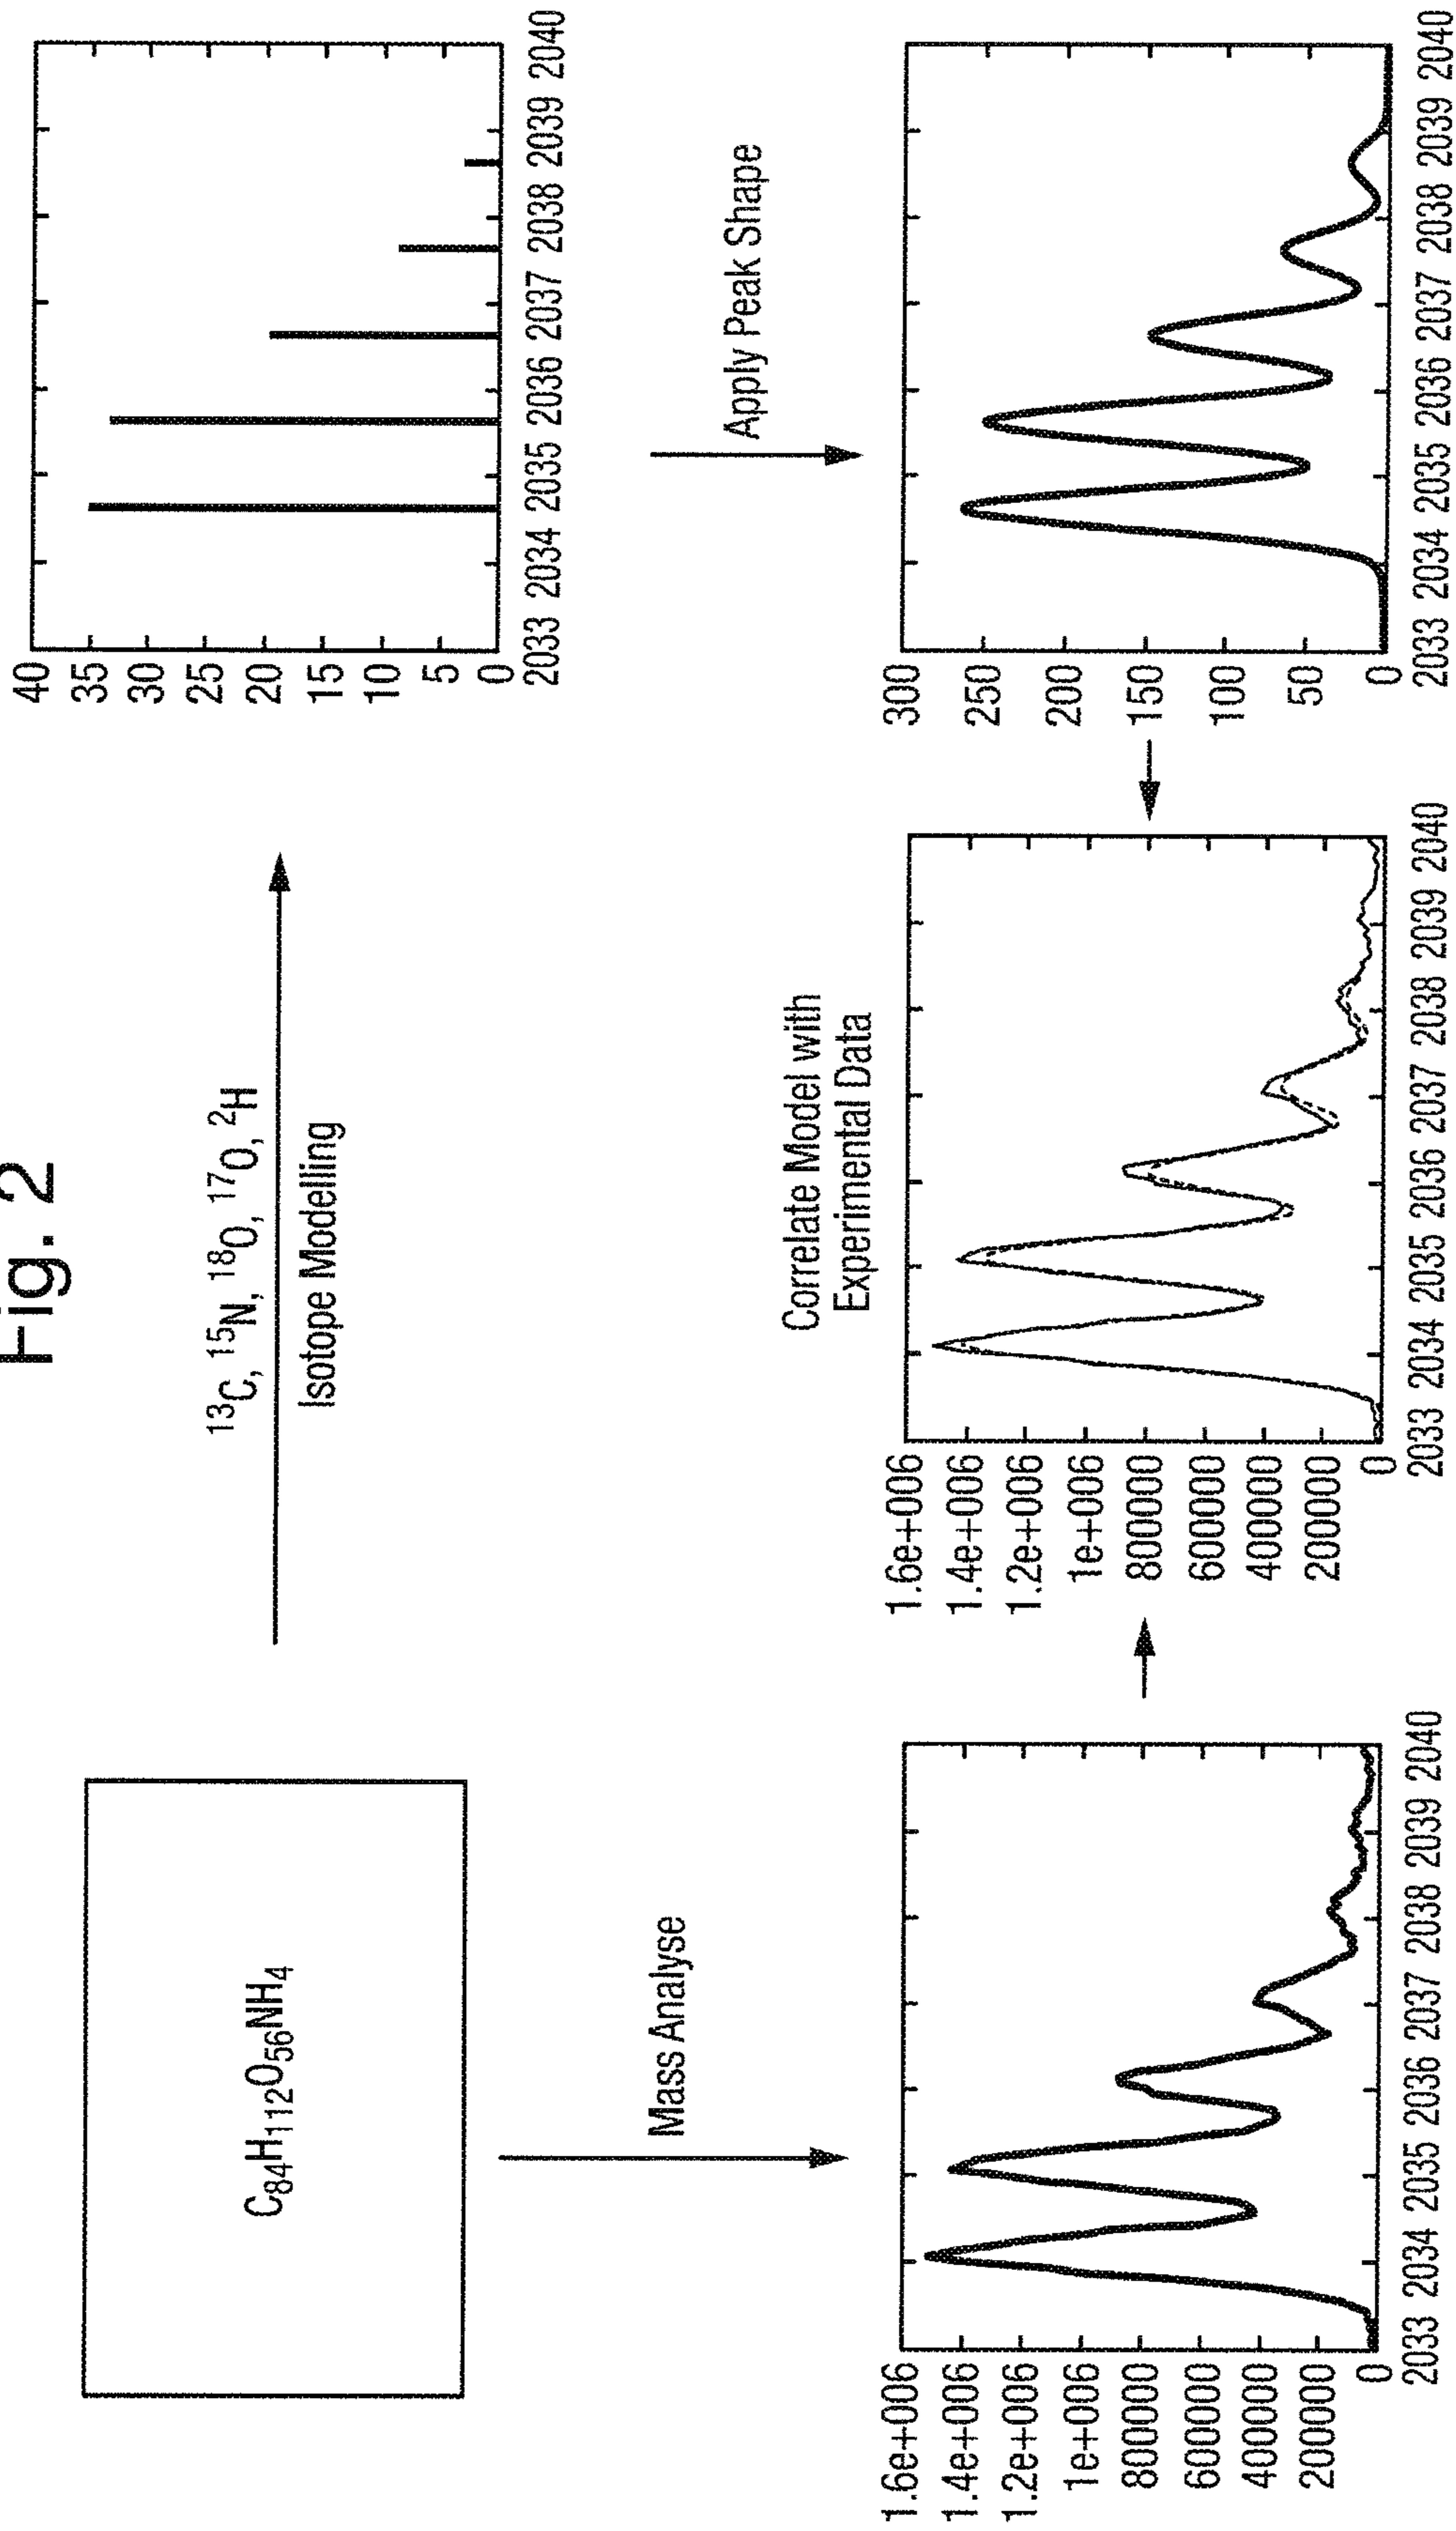 Fig. 2
C84H112O56NH4
13C, 15N, 18O, 17O, 2H
Isotope Modelling
40
35
30
25
20
15
10
5
0
2033 2034 2035 2036 2037 2038 2039 2040
Mass Analyse
Apply Peak Shape
1.6e+006
1.4e+006
1.2e+006
1e+006
800000
600000
400000
200000
0
2033 2034 2035 2036 2037 2038 2039 2040
Correlate Model with
Experimental Data
1.6e+006
1.4e+006
1.2e+006
1e+006
800000
600000
400000
200000
0
2033 2034 2035 2036 2037 2038 2039 2040
300
250
200
150
100
50
0
2033 2034 2035 2036 2037 2038 2039 2040